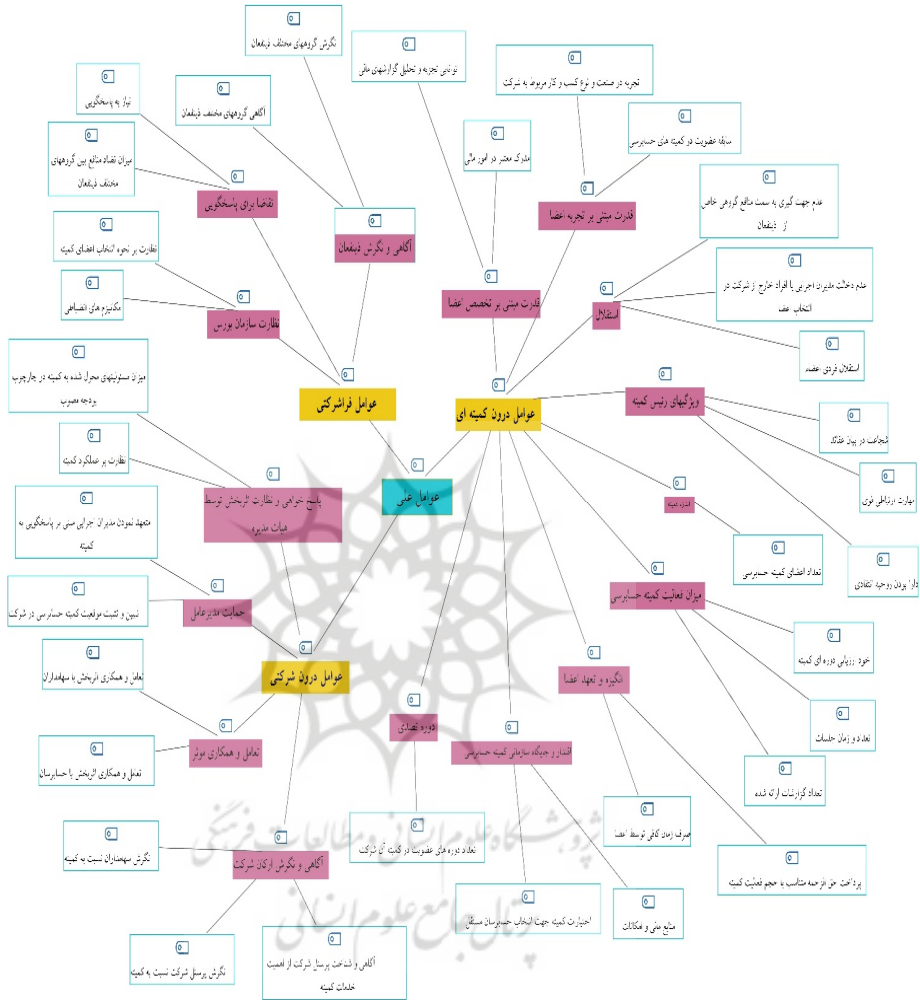 نگرش گروههای مختلف ذینفعان
توانایی تجزیه و تحلیل گزارشهای مالی
تجربه در صنعت و نوع کسب و کار مربوط به شرکت
نیاز به پاسخگویی
آگاهی گروههای مختلف ذینفعان
سابقه عضویت در کمیته های حسابرسی
مدرک معتبر در امور مالی
میزان تضاد منافع بین گروههای
مختلف ذینفعان
عدم جهت گیری به سمت منافع گروهی خاص
از ذینفعان
تقاضا برای پاسخگویی
قدرت مبتنی بر تجربه اعضا
آگاهی و نگرش ذینفعان
نظارت بر نحوه انتخاب اعضای کمیته
عدم دخالت مدیران اجرایی یا افراد خارج از شرکت در
انتخاب اعضا
مکانیزم های انضباطی
نظارت سازمان بورس
قدرت مبتنی بر تخصص اعضا
استقلال
استقلال فردی اعضاء
میزان مسئولیتهای محول شده به کمیته در چارچوب
بودجه مصوب
عوامل فراشرکتی
عوامل درون کمیته ای
ویژگیهای رئیس کمیته
شجاعت در بیان عقائد
نظارت بر عملکرد کمیته
مهارت ارتباطی قوی
پاسخ خواهی و نظارت اثربخش توسط
هیات مدیره
عوامل علی
اندازه کمیته
متعهد نمودن مدیران اجرایی مبنی بر پاسخگویی به
کمیته
تعداد اعضای کمیته حسابرسی
دارا بودن روحیه انتقادی
تبیین و تثبیت موقعیت کمیته حسابرسی در شرکت
حمایت مدیرعامل
میزان فعالیت کمیته حسابرسی
خود ارزیابی دوره ای کمیته
تعامل و همکاری اثربخش با سهامداران
عوامل درون شرکتی
انگیزه و تعهد اعضا
دوره تصدی
تعداد و زمان جلسات
تعامل و همکاری موثر
اقتدار و جایگاه سازمانی کمیته حسابرسی
تعامل و همکاری اثربخش با حسابرسان
تعداد گزارشات ارائه شده
صرف زمان کافی توسط اعضا
پژوهشگاه علوم انسانی و مطالعات فرهنگی
نگرش سهامداران نسبت به کمیته
آگاهی و نگرش ارکان شرکت
تعداد دوره های عضویت در کمیته آن شرکت
پرداخت حق الزحمه متناسب با حجم فعالیت کمیته
اختیارات کمیته جهت انتخاب حسابرسان مستقل
منابع مالی و امکانات
پرتال جامع علوم انسانی
نگرش پرسنل شرکت نسبت به کمیته
آگاهی و شناخت پرسنل شرکت از اهمیت
خدمات کمیته